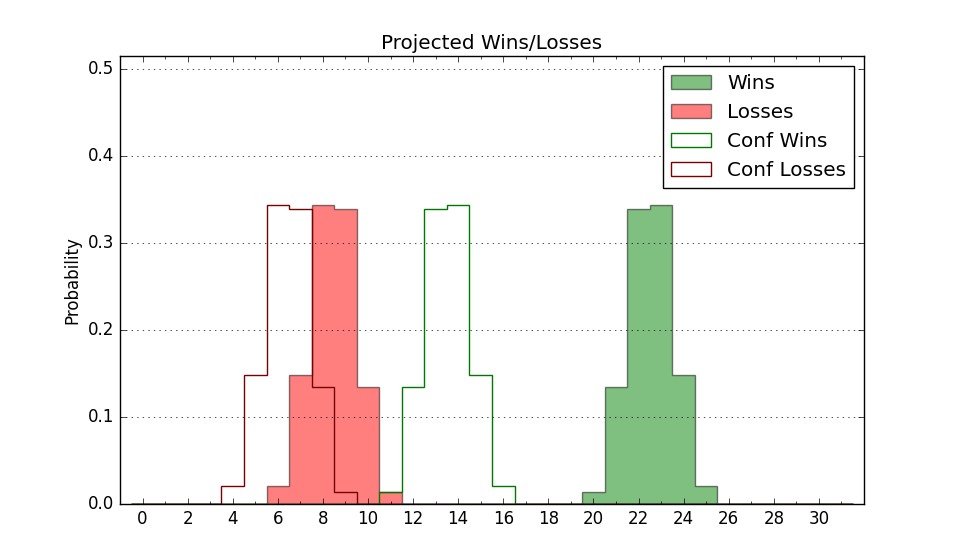 Projected Wins/Losses
0.5
0.4
0.3
0.2
0.1
0.0
Probability
Wins
Losses
Conf Wins
Conf Losses
0 2 4 6 8 10 12 14 16 18 20 22 24 26 28 30